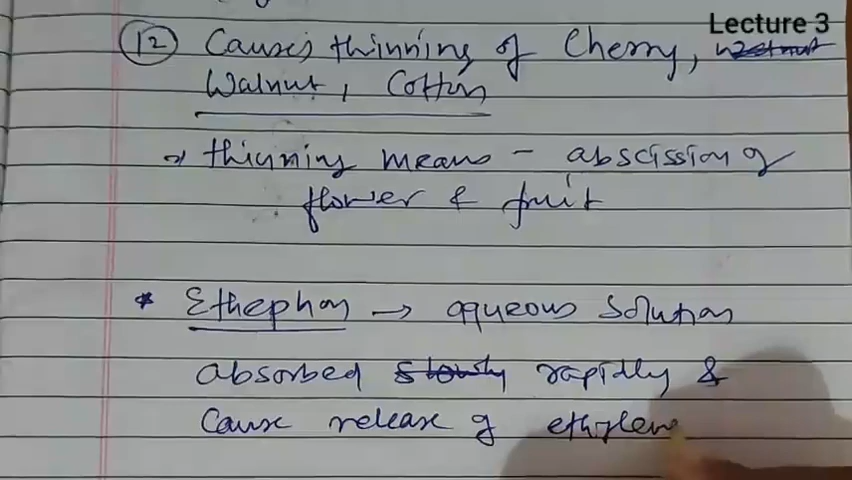 Lecture 3
(12) Causes thinning of Cherry,
Walnut, Cotton
→ thinning means - abscission of
flower & fruit
* Ethephon → aqueous solution
absorbed slowly rapidly &
cause release of ethylene